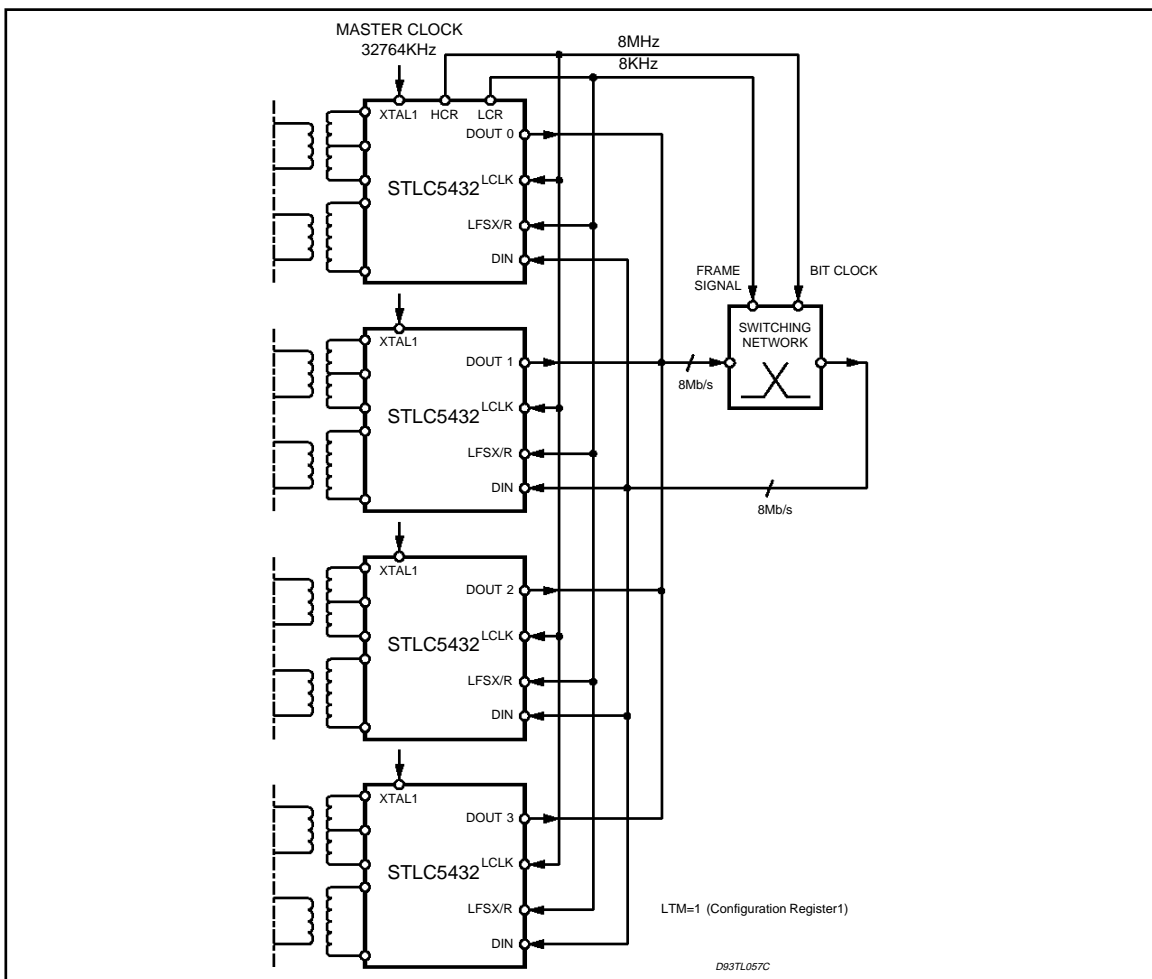 MASTER CLOCK
32764KHz
8MHz
8KHz
XTAL1 HCR LCR
DOUT 0
STLC5432
LCLK
LFSX/R
DIN
FRAME
SIGNAL
BIT CLOCK
XTAL1
DOUT 1
SWITCHING
NETWORK
8Mb/s
LCLK
STLC5432
LFSX/R
DIN
8Mb/s
XTAL1
DOUT 2
LCLK
STLC5432
LFSX/R
DIN
XTAL1
DOUT 3
LCLK
STLC5432
LFSX/R
LTM=1 (Configuration Register1)
DIN
D93TL057C